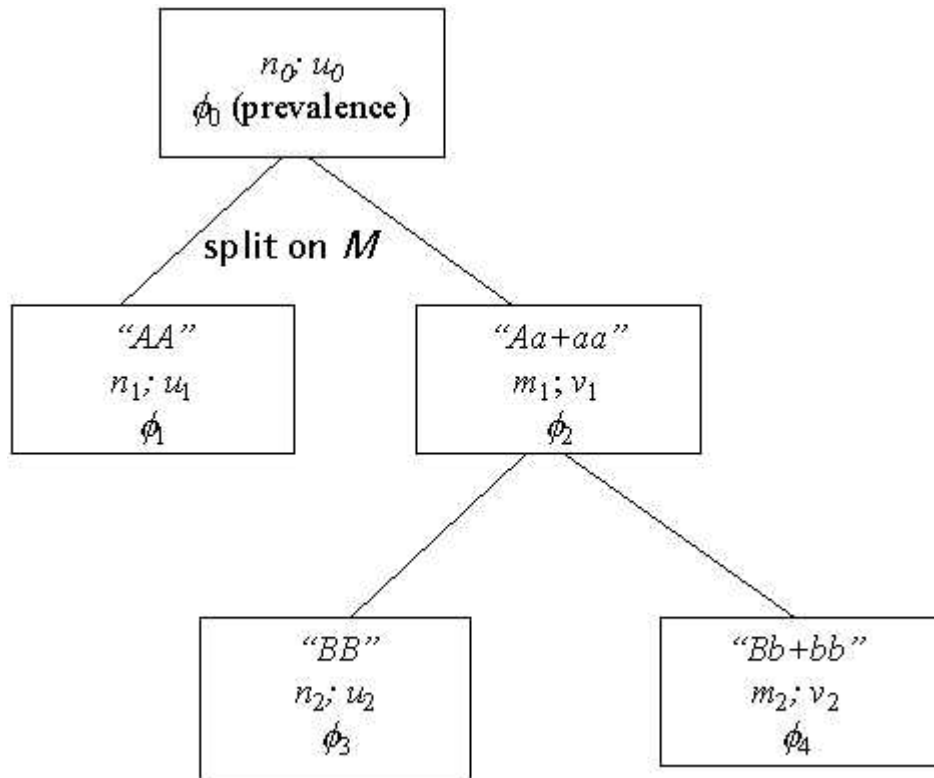 n₀; u₀
ϕ₀ (prevalence)
split on M
“AA”
n₁; u₁
ϕ₁
“Aa+aa”
m₁; v₁
ϕ₂
“BB”
n₂; u₂
ϕ₃
“Bb+bb”
m₂; v₂
ϕ₄